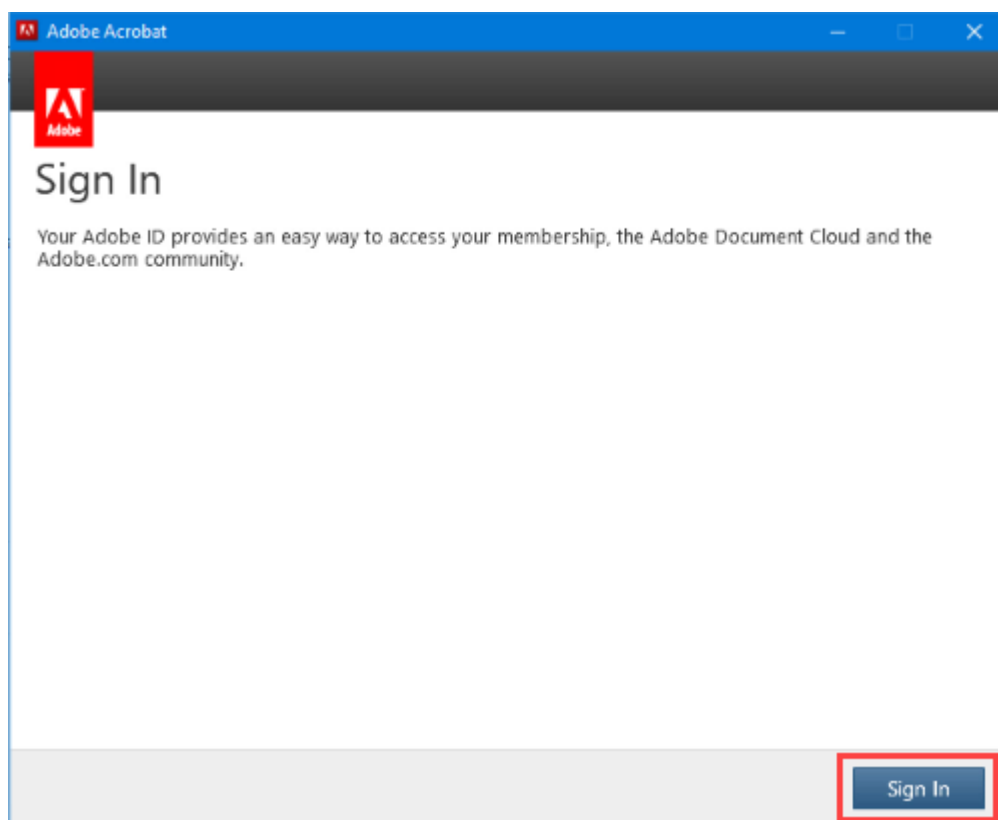 Adobe Acrobat
Adobe
Sign In
Your Adobe ID provides an easy way to access your membership, the Adobe Document Cloud and the
Adobe.com community.
Sign In